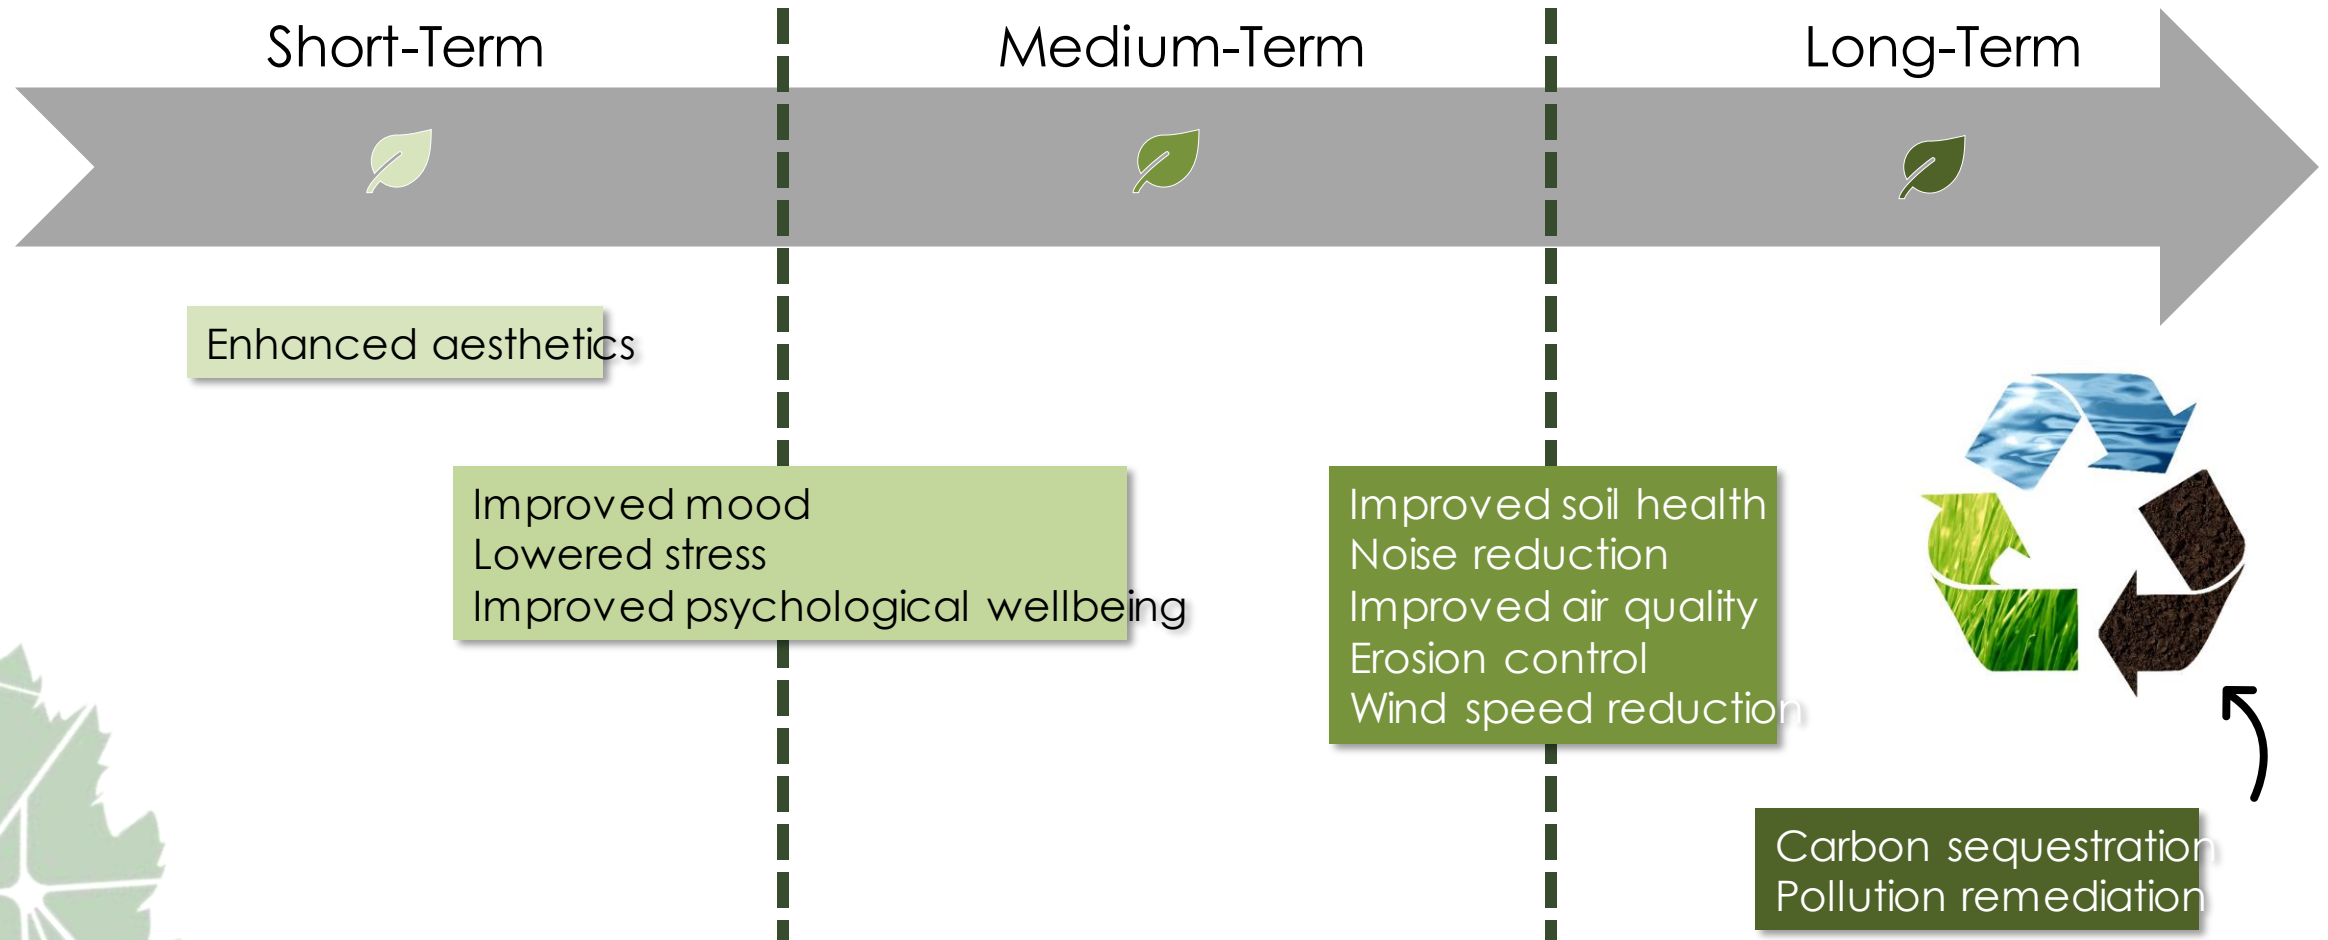 Short-Term
Medium-Term
Long-Term
Enhanced aesthetics
Improved mood
Lowered stress
Improved psychological wellbeing
Improved soil health
Noise reduction
Improved air quality
Erosion control
Wind speed reduction
Carbon sequestration
Pollution remediation